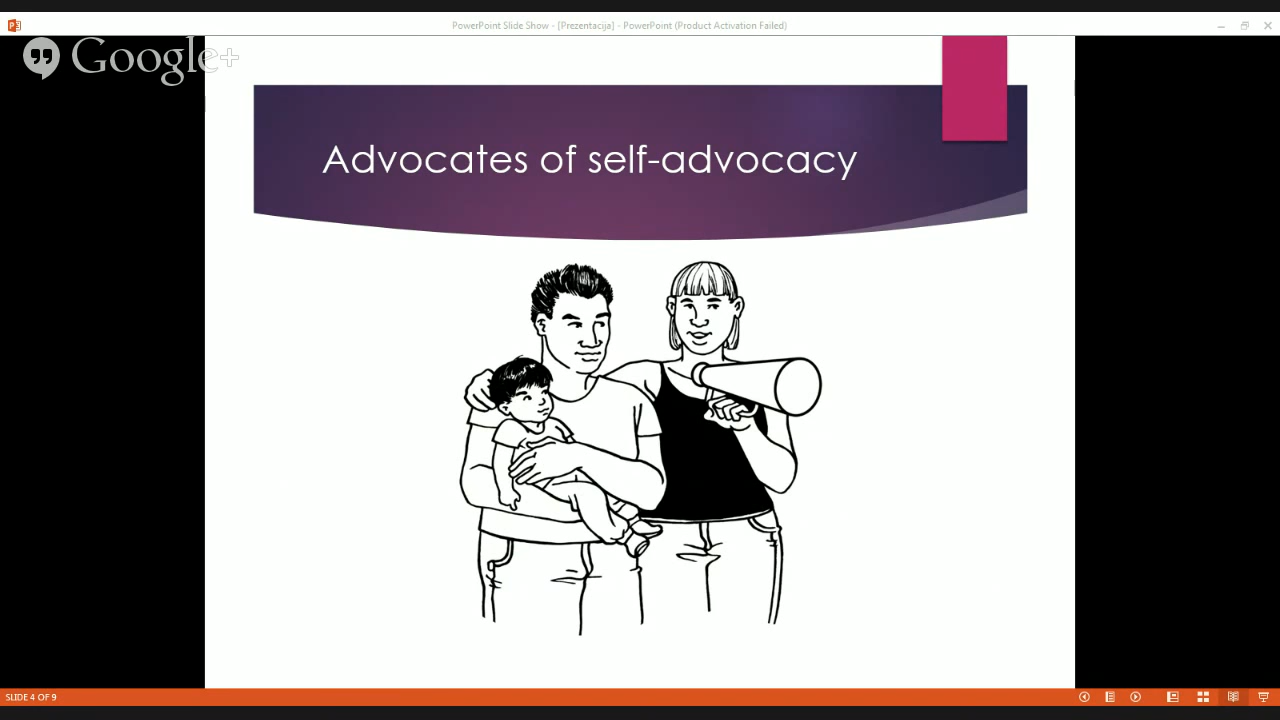 PowerPoint Slide Show - [Prezentacija] - PowerPoint (Product Activation Failed)
Google+
Advocates of self-advocacy
SLIDE 4 OF 9